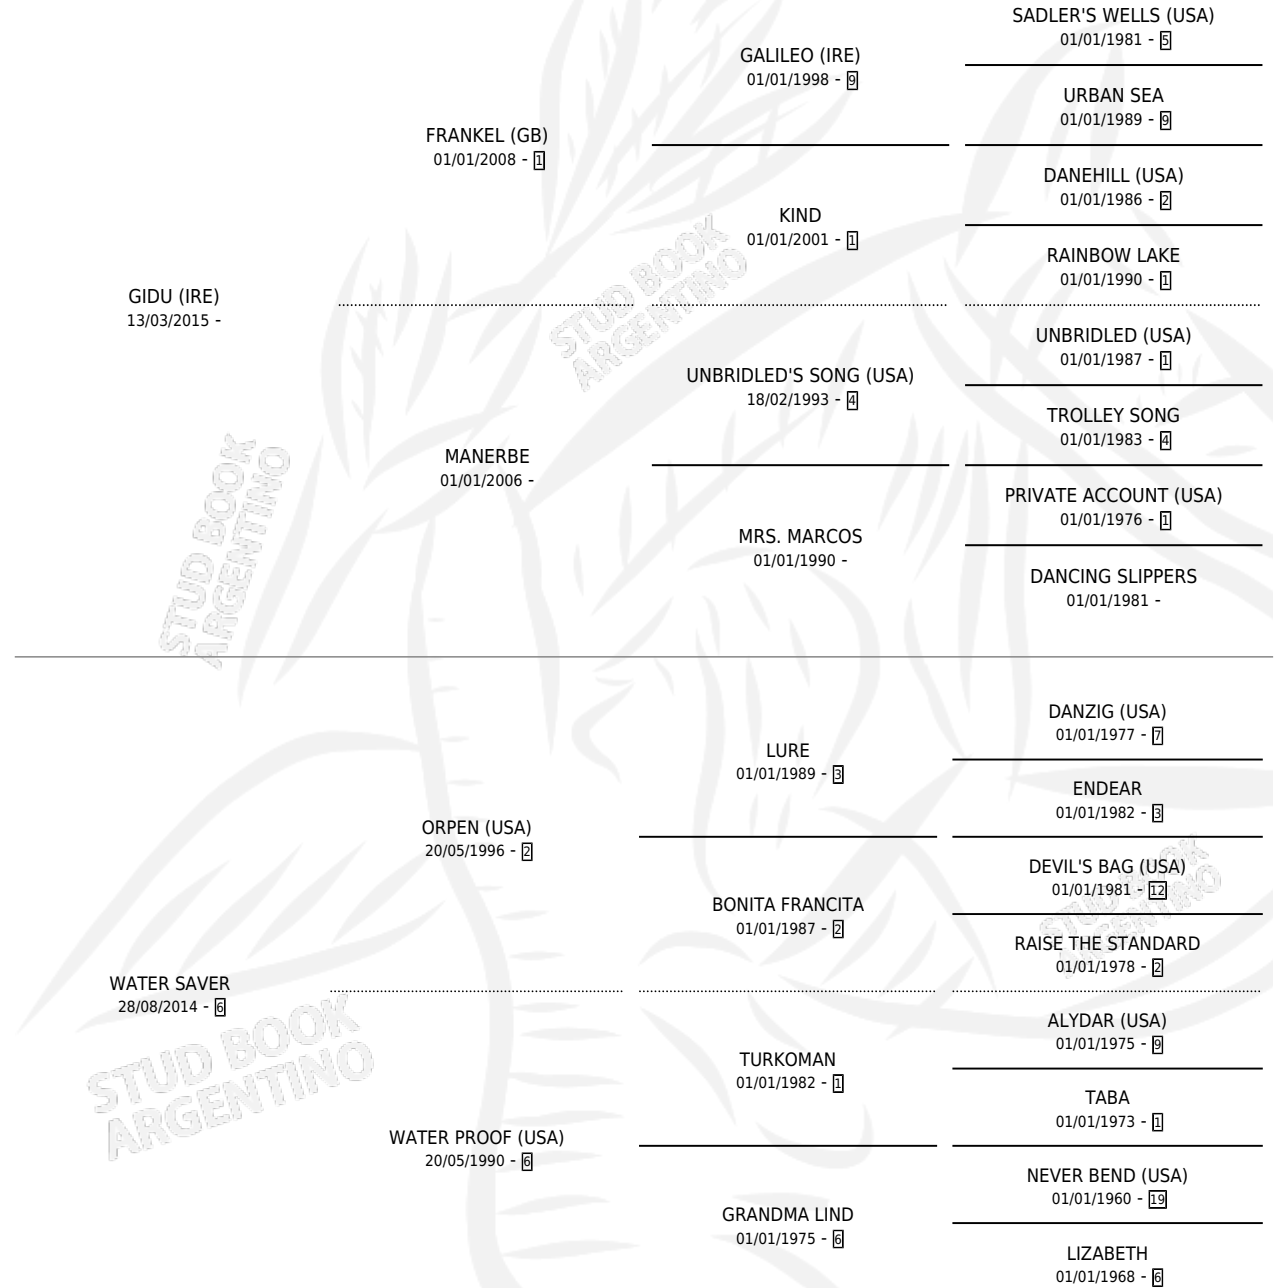 SADLER'S WELLS (USA)
01/01/1981 - 5
GALILEO (IRE)
01/01/1998 - 9
URBAN SEA
01/01/1989 - 9
FRANKEL (GB)
01/01/2008 - 1
DANEHILL (USA)
01/01/1986 - 2
KIND
01/01/2001 - 1
RAINBOW LAKE
01/01/1990 - 1
GIDU (IRE)
13/03/2015 -
UNBRIDLED (USA)
01/01/1987 - 1
UNBRIDLED'S SONG (USA)
18/02/1993 - 4
TROLLEY SONG
01/01/1983 - 4
MANERBE
01/01/2006 -
PRIVATE ACCOUNT (USA)
01/01/1976 - 1
MRS. MARCOS
01/01/1990 -
DANCING SLIPPERS
01/01/1981 -
DANZIG (USA)
01/01/1977 - 7
LURE
01/01/1989 - 3
ENDEAR
01/01/1982 - 3
ORPEN (USA)
20/05/1996 - 2
DEVIL'S BAG (USA)
01/01/1981 - 12
BONITA FRANCITA
01/01/1987 - 2
RAISE THE STANDARD
01/01/1978 - 2
WATER SAVER
28/08/2014 - 6
ALYDAR (USA)
01/01/1975 - 9
TURKOMAN
01/01/1982 - 1
TABA
01/01/1973 - 1
WATER PROOF (USA)
20/05/1990 - 6
NEVER BEND (USA)
01/01/1960 - 19
GRANDMA LIND
01/01/1975 - 6
LIZABETH
01/01/1968 - 6
STUD BOOK
ARGENTINO
STUD BOOK
ARGENTINO
STUD BOOK
ARGENTINO
STUD BOOK
ARGENTINO